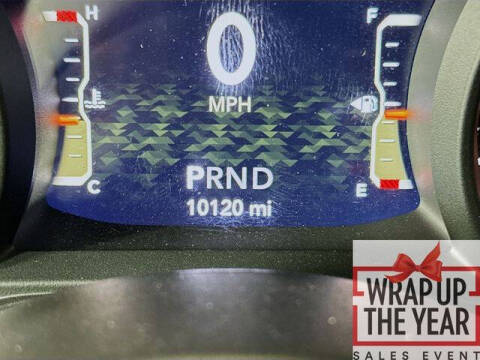 H F
0
MPH
PRND
C E
10120 mi
WRAP UP
THE YEAR
SALES EVENT